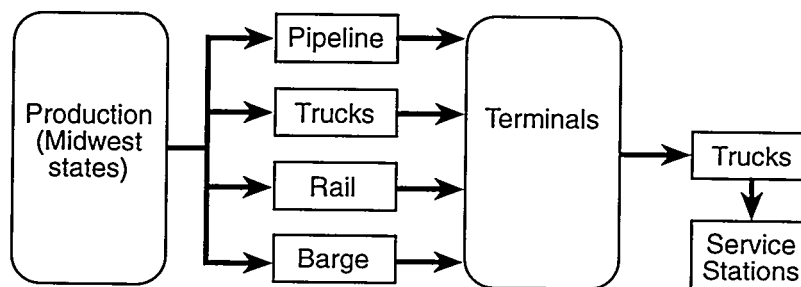 Production
(Midwest
states)
Pipeline
Trucks
Rail
Barge
Terminals
Trucks
Service
Stations